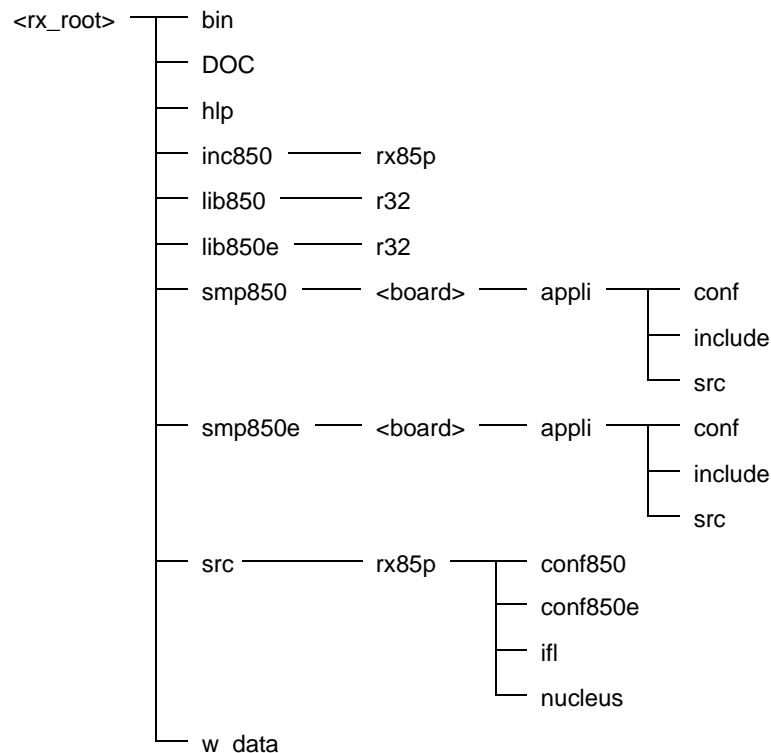 <rx_root> bin
DOC
hlp
inc850 rx85p
lib850 r32
lib850e r32
smp850 <board> appli conf
include
src
smp850e <board> appli conf
include
src
src rx85p conf850
conf850e
ifl
nucleus
w_data